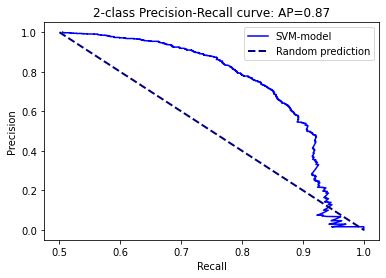 2-class Precision-Recall curve: AP=0.87
SVM-model
Random prediction
Precision
1.0
0.8
0.6
0.4
0.2
0.0
0.5 0.6 0.7 0.8 0.9 1.0
Recall